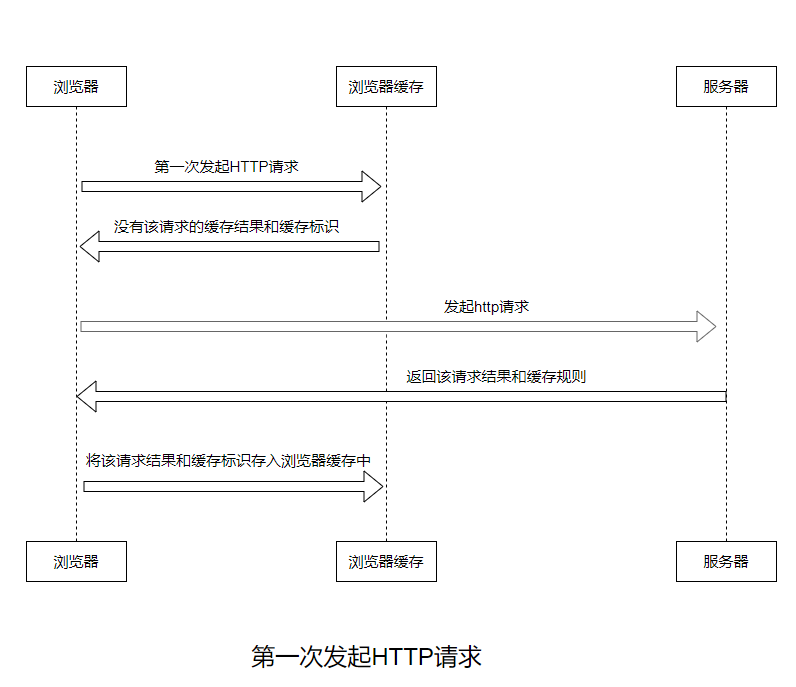 浏览器
浏览器缓存
服务器
第一次发起HTTP请求
没有该请求的缓存结果和缓存标识
发起http请求
返回该请求结果和缓存规则
将该请求结果和缓存标识存入浏览器缓存中
浏览器
浏览器缓存
服务器
第一次发起HTTP请求